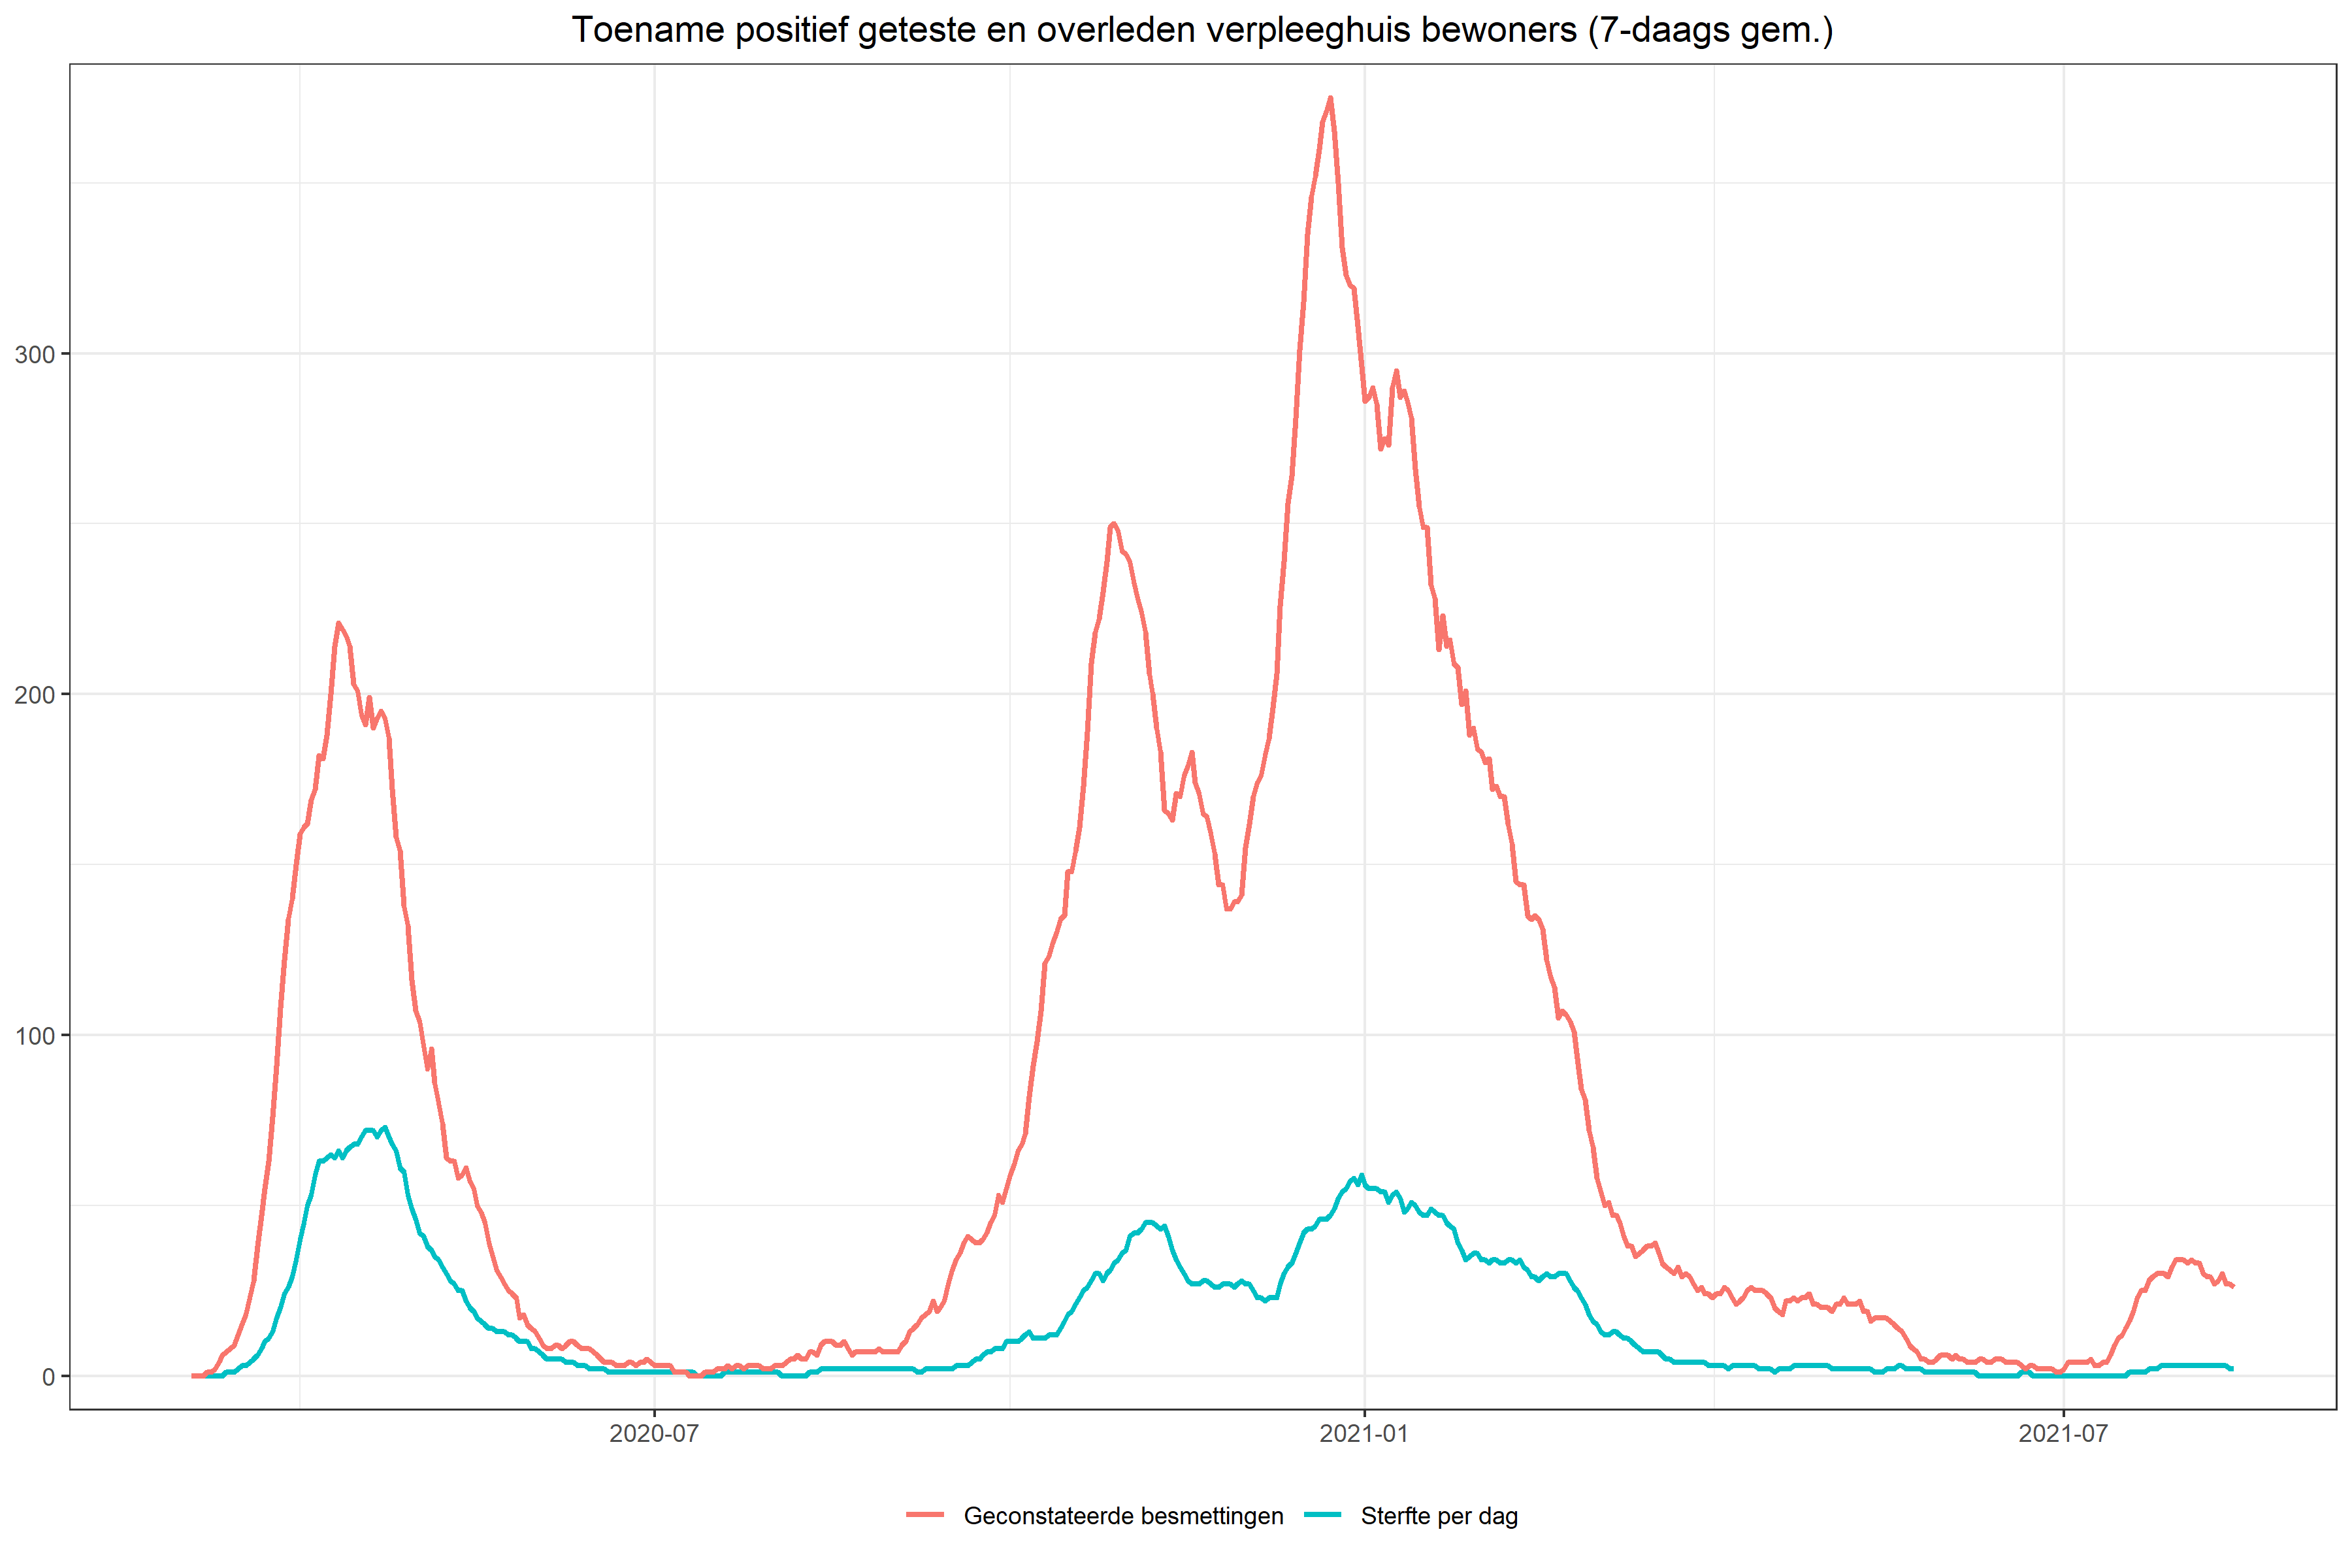 Toename positief geteste en overleden verpleeghuis bewoners (7-daags gem.)
300
200
100
0
2020-07 2021-01 2021-07
Geconstateerde besmettingen Sterfte per dag